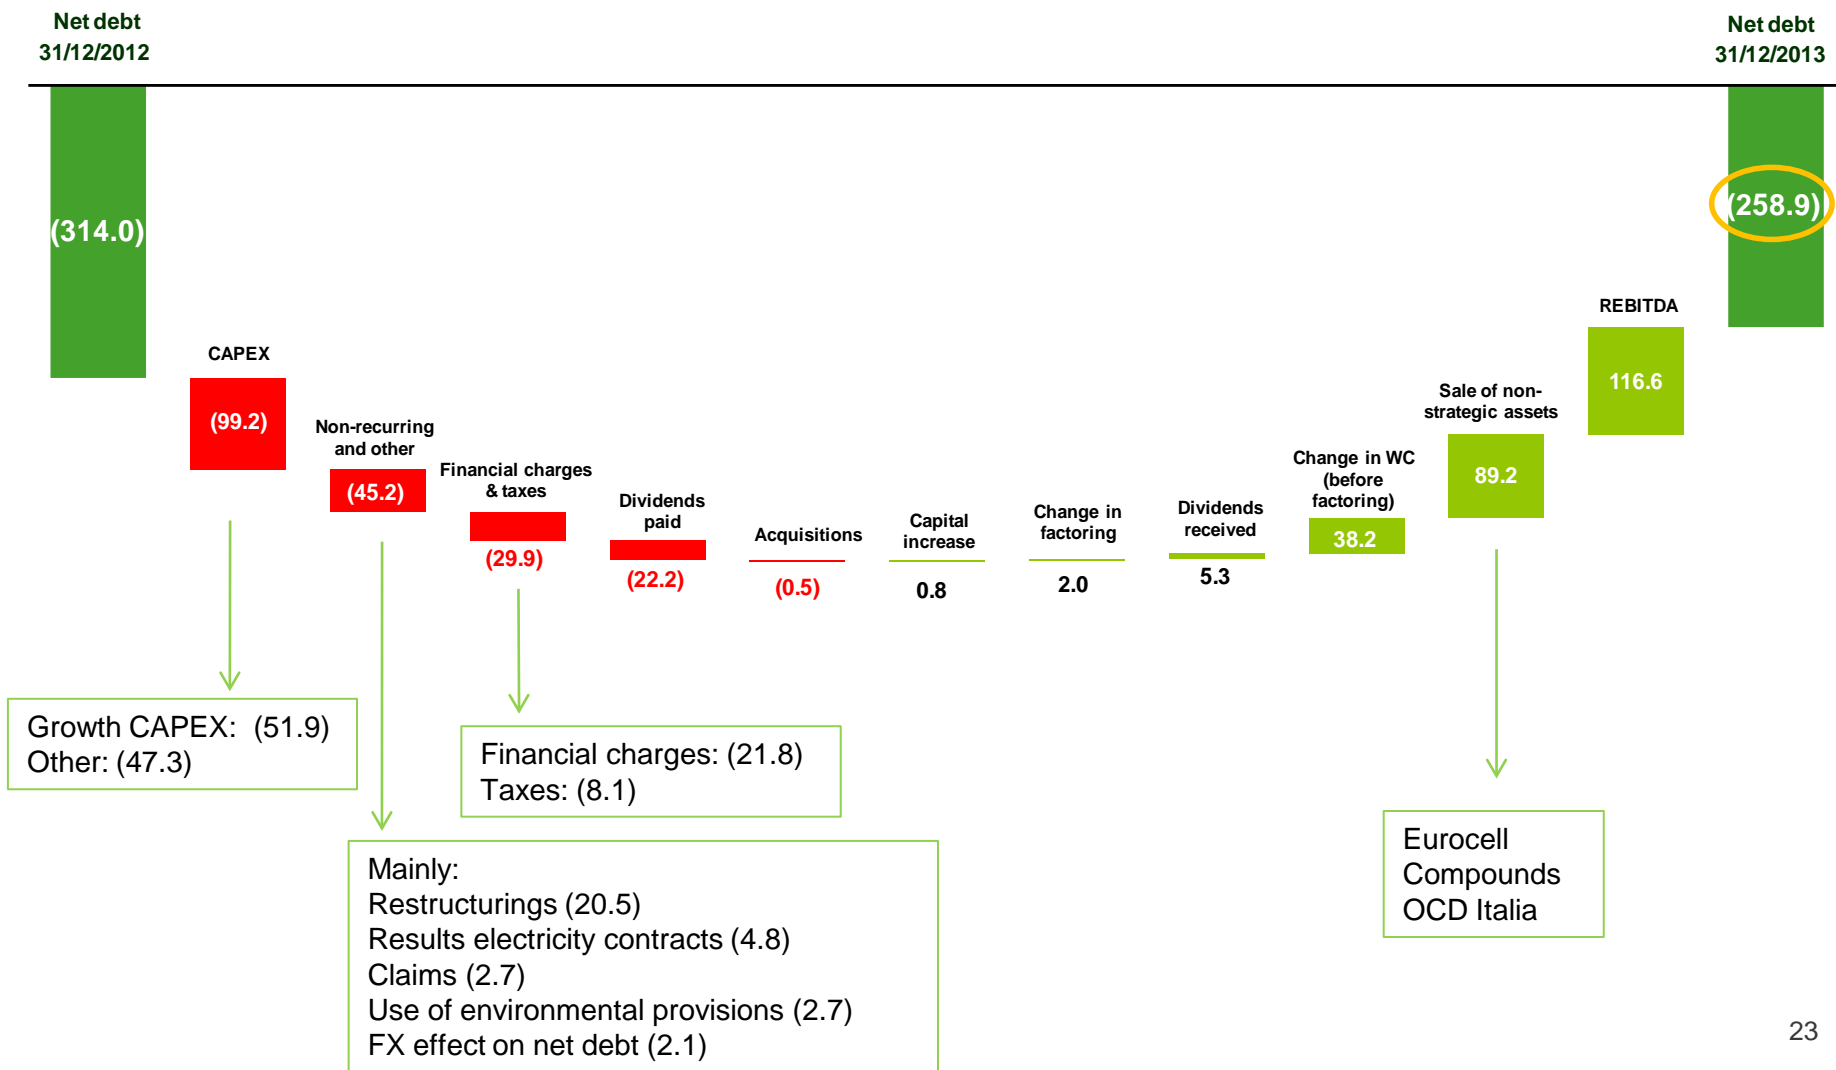 Net debt
31/12/2012
Net debt
31/12/2013
(314.0)
(258.9)
CAPEX
(99.2)
Non-recurring
and other
(45.2)
Financial charges
& taxes
(29.9)
Dividends
paid
(22.2)
Acquisitions
(0.5)
Capital
increase
0.8
Change in
factoring
2.0
Dividends
received
5.3
Change in WC
(before
factoring)
38.2
Sale of non-
strategic assets
89.2
REBITDA
116.6
Growth CAPEX: (51.9)
Other: (47.3)
Financial charges: (21.8)
Taxes: (8.1)
Mainly:
Restructurings (20.5)
Results electricity contracts (4.8)
Claims (2.7)
Use of environmental provisions (2.7)
FX effect on net debt (2.1)
Eurocell
Compounds
OCD Italia
23